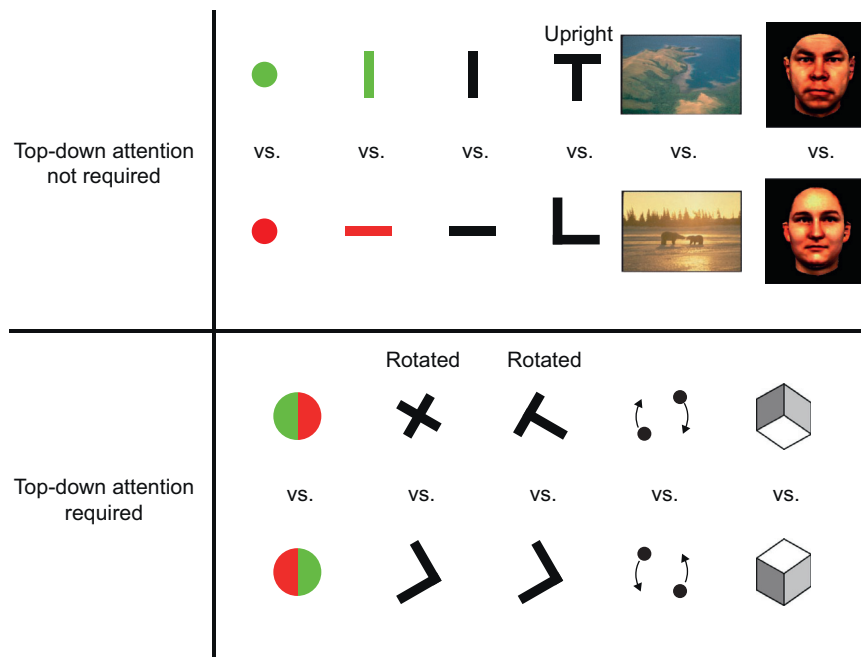 Upright
Top-down attention
not required
vs. vs. vs. vs. vs. vs.
Rotated Rotated
Top-down attention
required
vs. vs. vs. vs. vs.